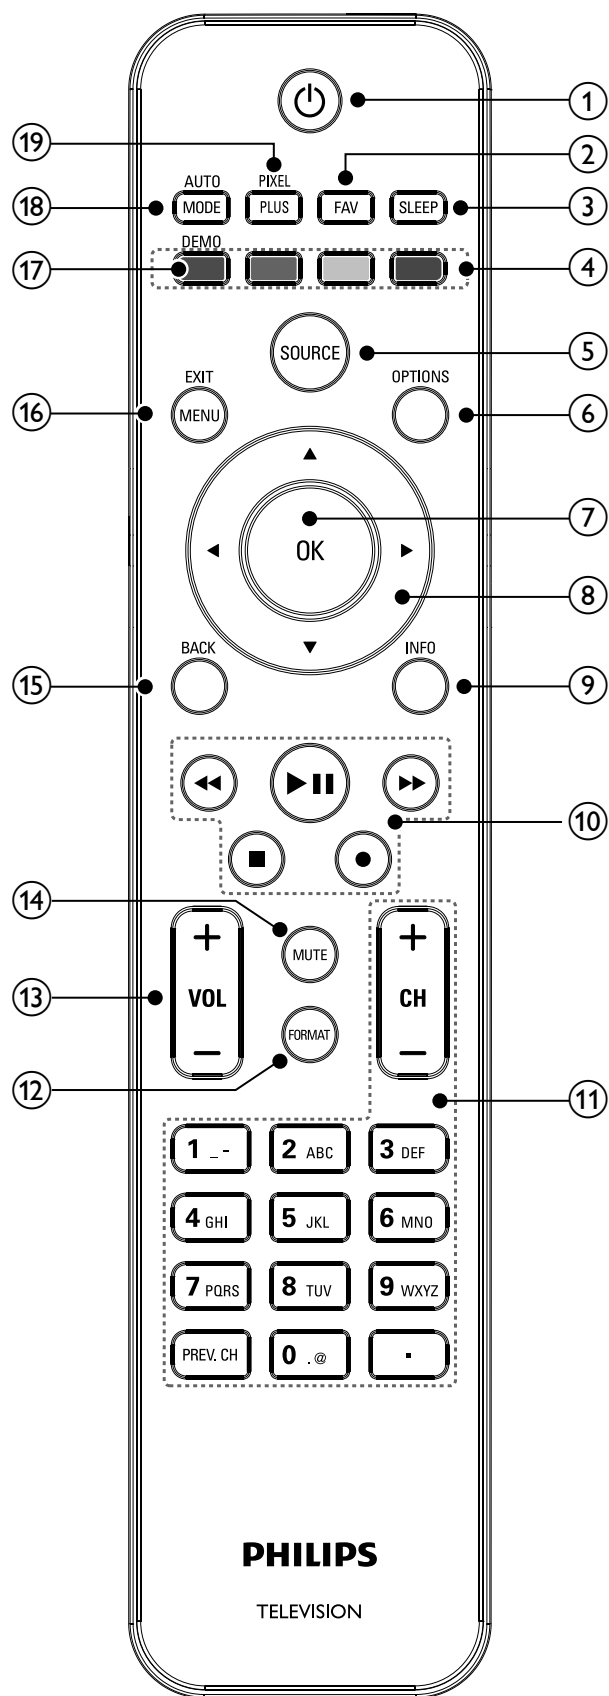 1
19
2
AUTO PIXEL
18 MODE PLUS FAV SLEEP 3
DEMO
17 4
SOURCE 5
EXIT OPTIONS
16 MENU 6
7
OK
8
BACK INFO
15 9
10
14
+ +
MUTE
13 VOL CH
FORMAT
– –
12 11
1 _ - 2 ABC 3 DEF
4 GHI 5 JKL 6 MNO
7 PQRS 8 TUV 9 WXYZ
PREV. CH 0 .@ .
PHILIPS
TELEVISION